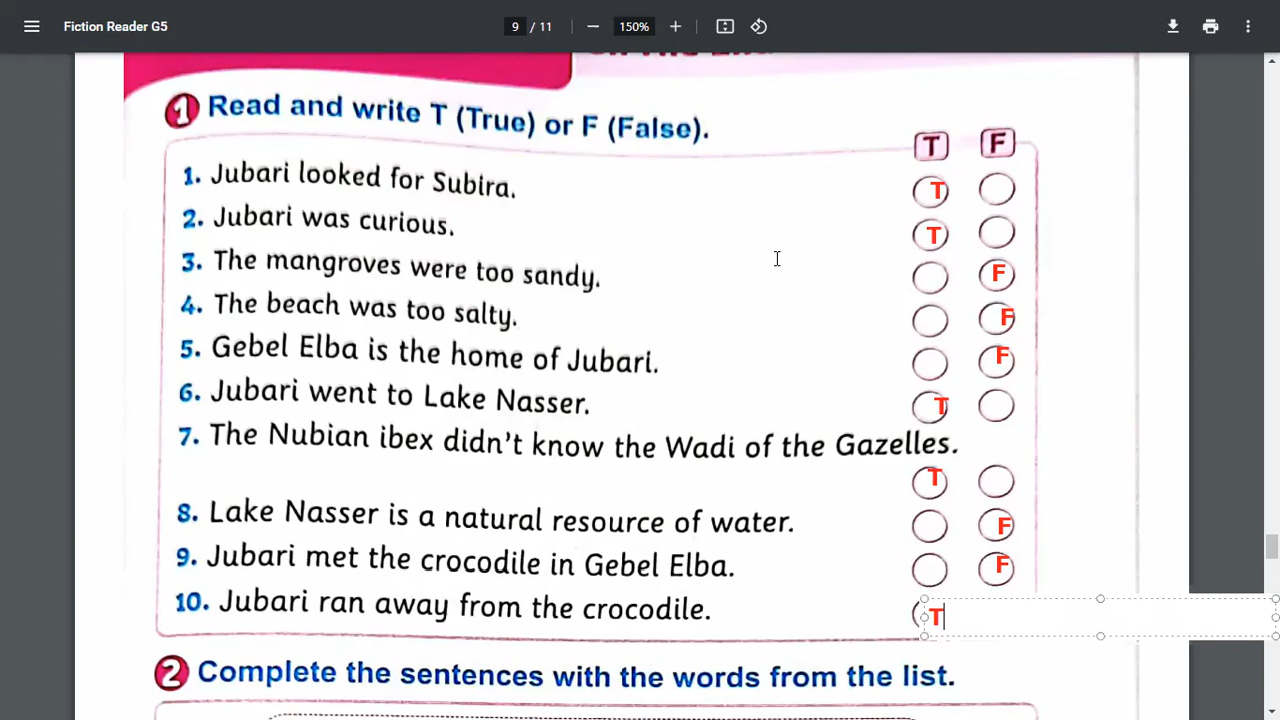 Fiction Reader G5
9 / 11
150%
1 Read and write T (True) or F (False).
T F
1. Jubari looked for Subira. T
2. Jubari was curious. T
3. The mangroves were too sandy. F
4. The beach was too salty. F
5. Gebel Elba is the home of Jubari. F
6. Jubari went to Lake Nasser. T
7. The Nubian ibex didn't know the Wadi of the Gazelles.
T
8. Lake Nasser is a natural resource of water. F
9. Jubari met the crocodile in Gebel Elba. F
10. Jubari ran away from the crocodile. T
2 Complete the sentences with the words from the list.